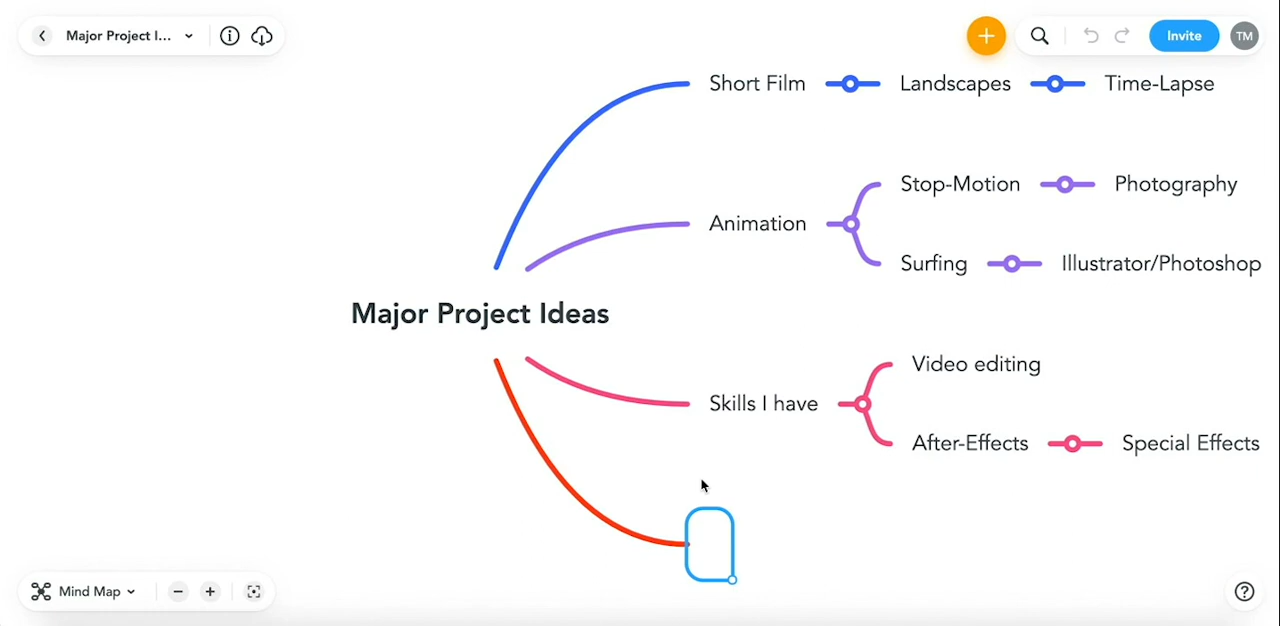 Major Project I...
Invite
TM
Short Film
Landscapes
Time-Lapse
Animation
Stop-Motion
Photography
Surfing
Illustrator/Photoshop
Major Project Ideas
Skills I have
Video editing
After-Effects
Special Effects
Mind Map